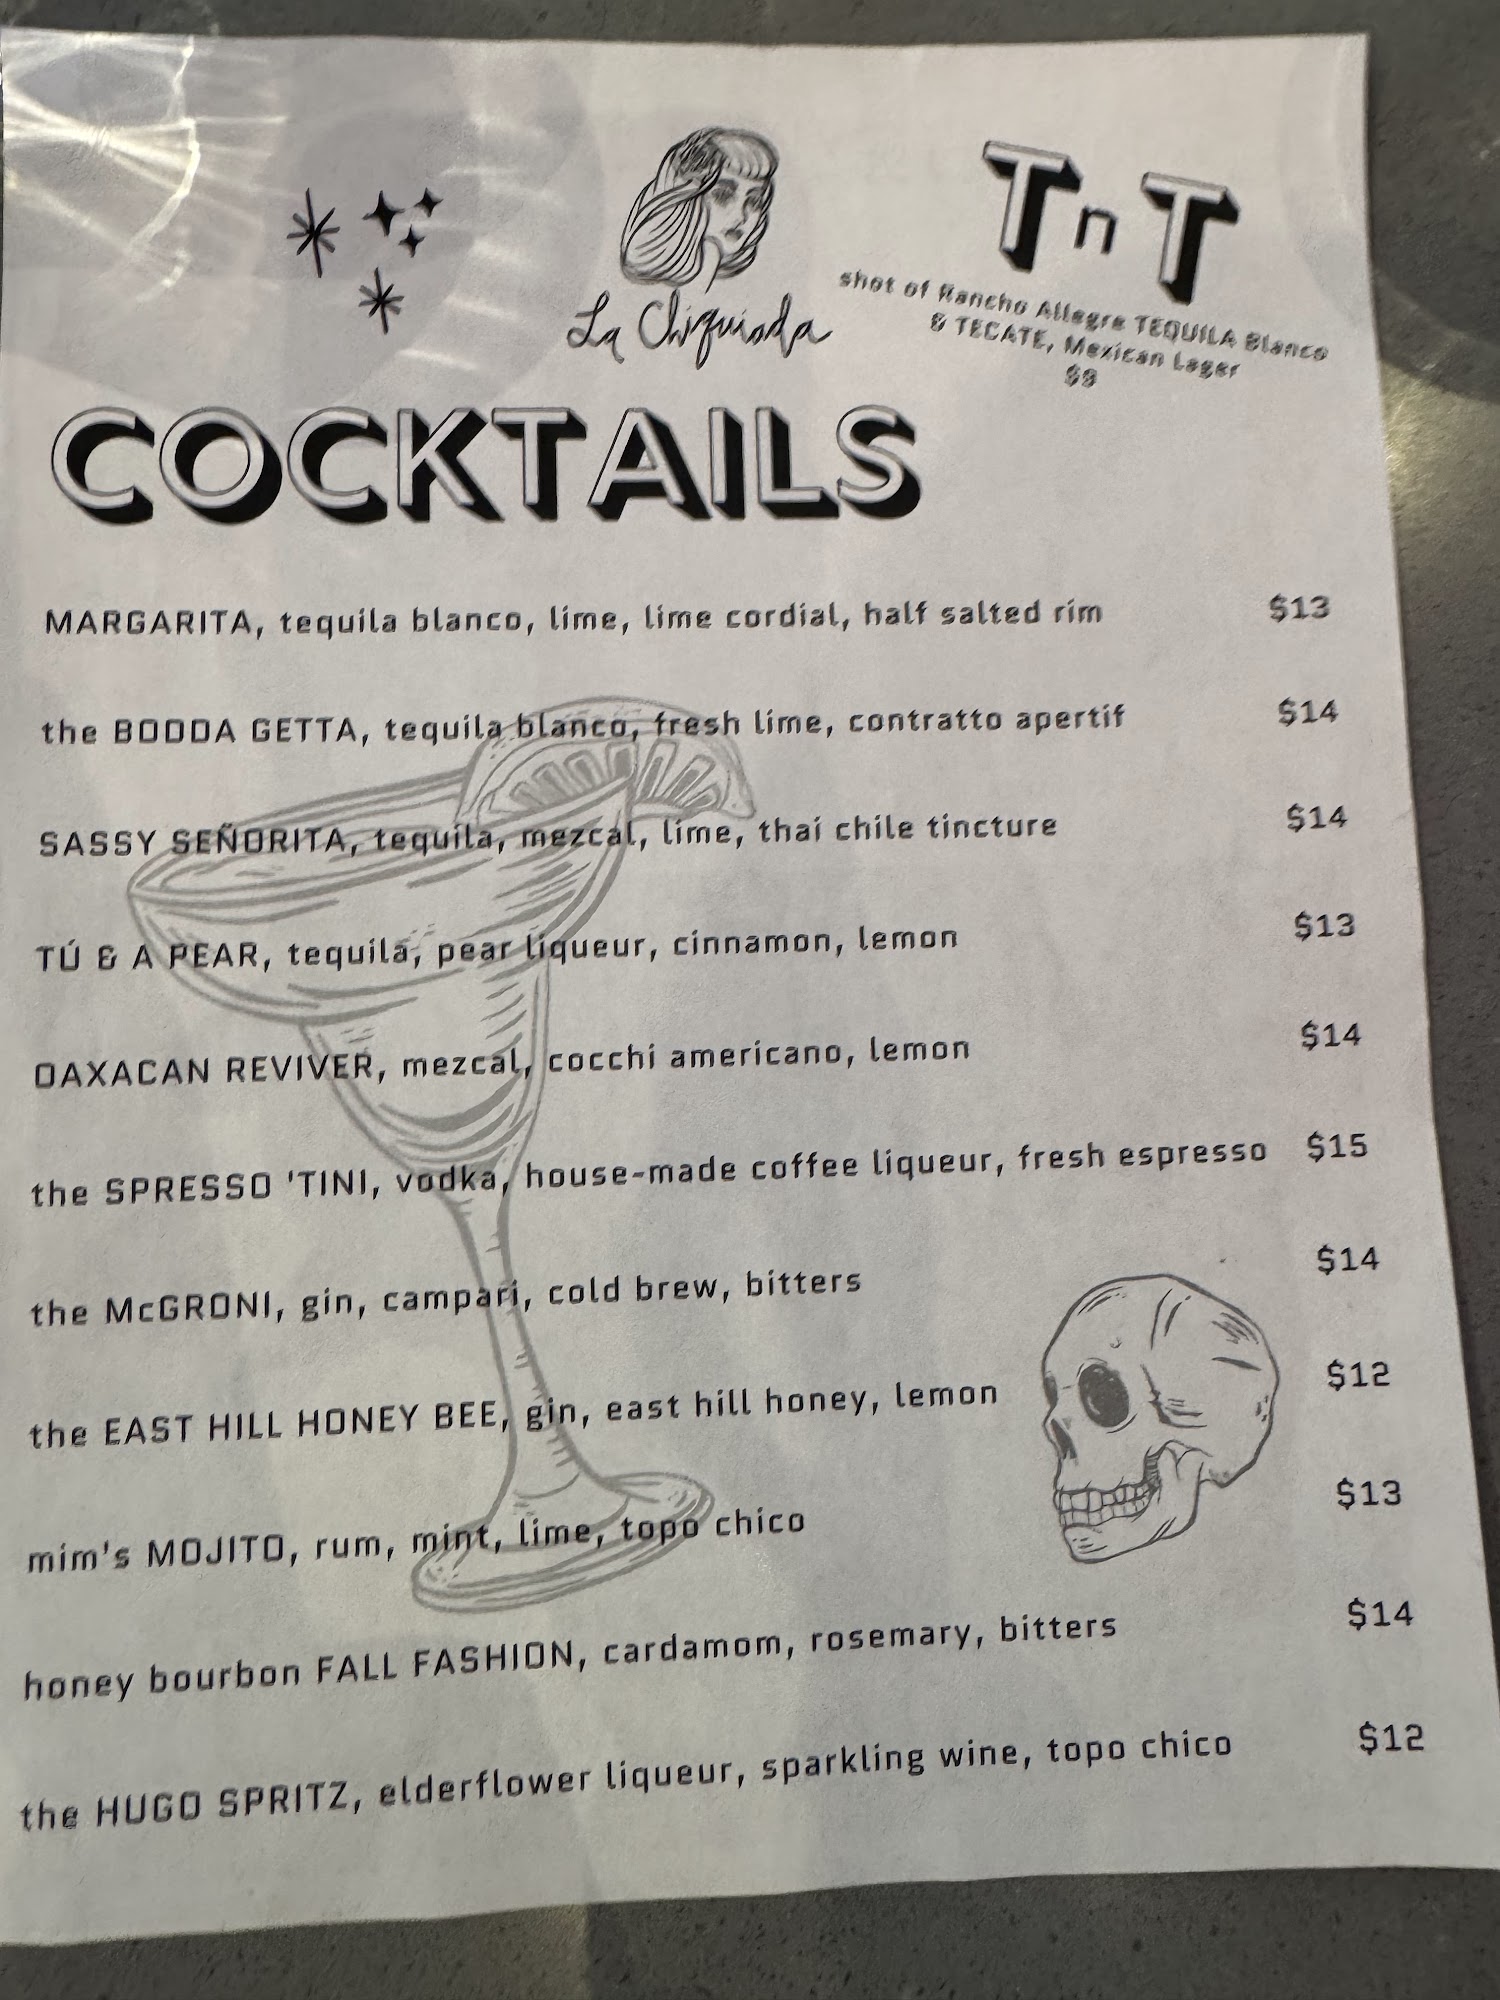 La Chiquiada
TnT
shot of Rancho Allegre TEQUILA Blanco
& TECATE, Mexican Lager
$9
COCKTAILS
MARGARITA, tequila blanco, lime, lime cordial, half salted rim $13
the BODDA GETTA, tequila blanco, fresh lime, contratto apertif $14
SASSY SEÑORITA, tequila, mezcal, lime, thai chile tincture $14
TÚ & A PEAR, tequila, pear liqueur, cinnamon, lemon $13
OAXACAN REVIVER, mezcal, cocchi americano, lemon $14
the SPRESSO 'TINI, vodka, house-made coffee liqueur, fresh espresso $15
the McGRONI, gin, campari, cold brew, bitters $14
the EAST HILL HONEY BEE, gin, east hill honey, lemon $12
mim's MOJITO, rum, mint, lime, topo chico $13
honey bourbon FALL FASHION, cardamom, rosemary, bitters $14
the HUGO SPRITZ, elderflower liqueur, sparkling wine, topo chico $12